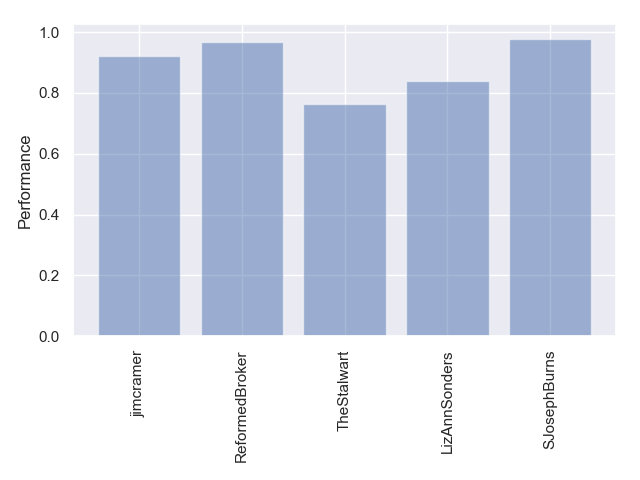 1.0
0.8
0.6
0.4
0.2
0.0
Performance
jimcramer
ReformedBroker
TheStalwart
LizAnnSonders
SJosephBurns